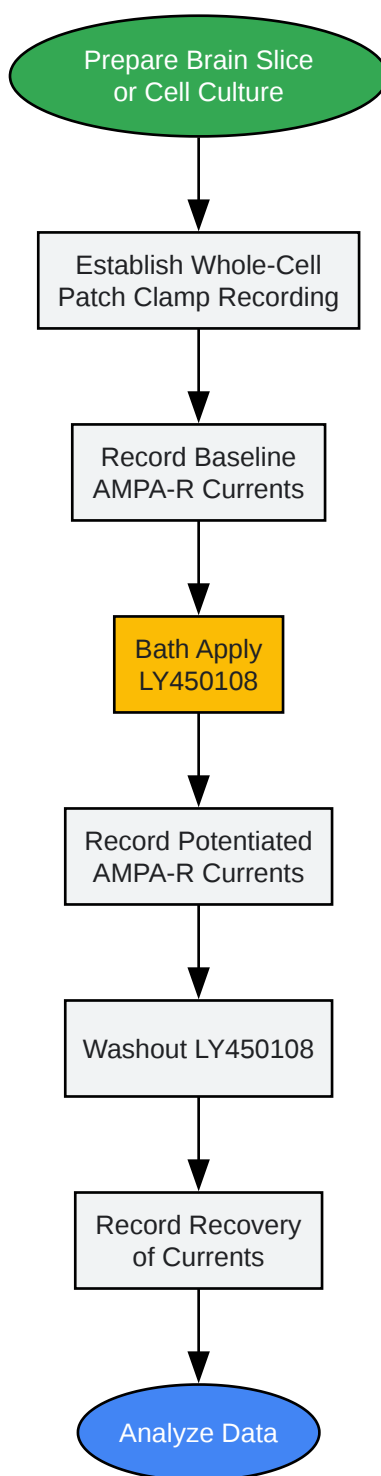 Prepare Brain Slice
or Cell Culture
Establish Whole-Cell
Patch Clamp Recording
Record Baseline
AMPA-R Currents
Bath Apply
LY450108
Record Potentiated
AMPA-R Currents
Washout LY450108
Record Recovery
of Currents
Analyze Data